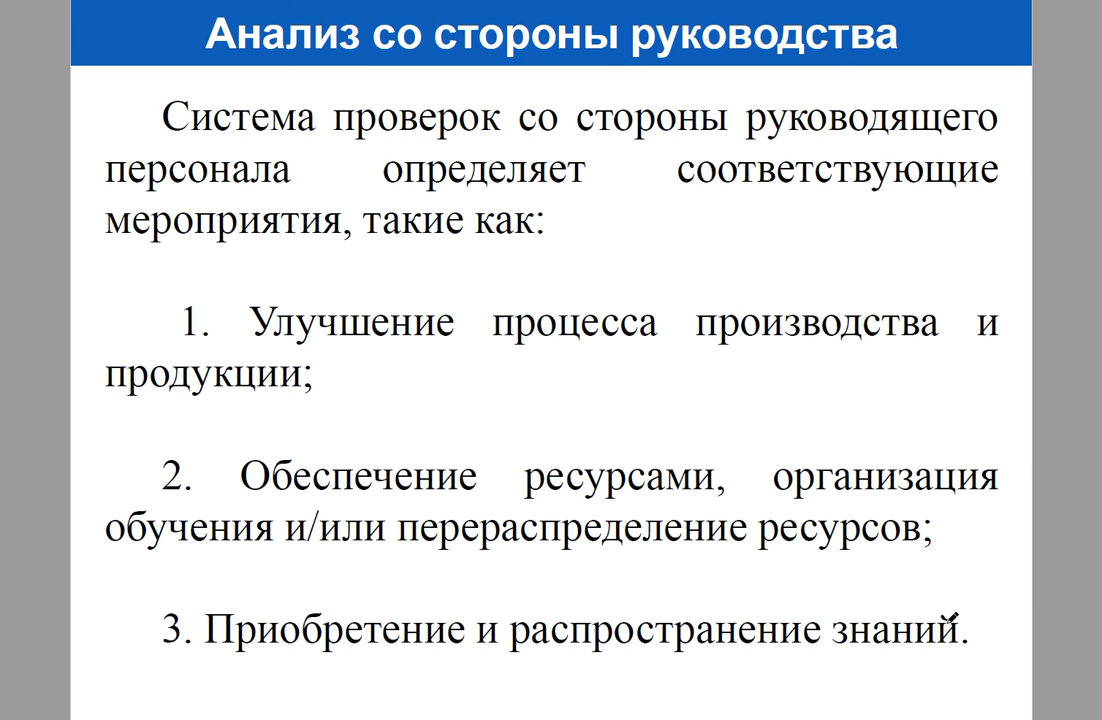 Анализ со стороны руководства
Система проверок со стороны руководящего
персонала определяет соответствующие
мероприятия, такие как:
1. Улучшение процесса производства и
продукции;
2. Обеспечение ресурсами, организация
обучения и/или перераспределение ресурсов;
3. Приобретение и распространение знаний.